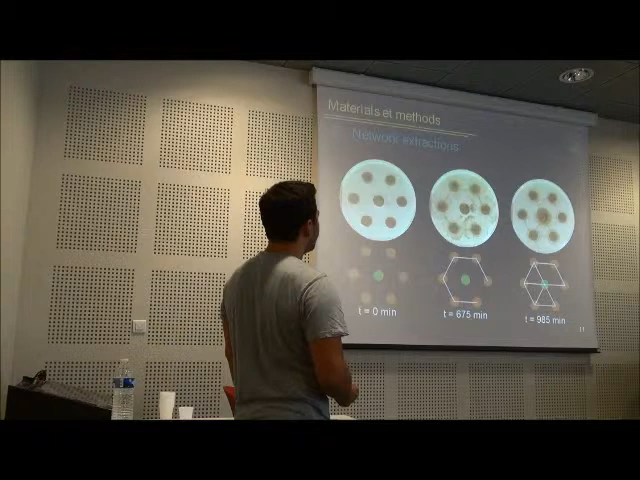 Materials et methods
Network extractions
t = 0 min
t = 675 min
t = 985 min